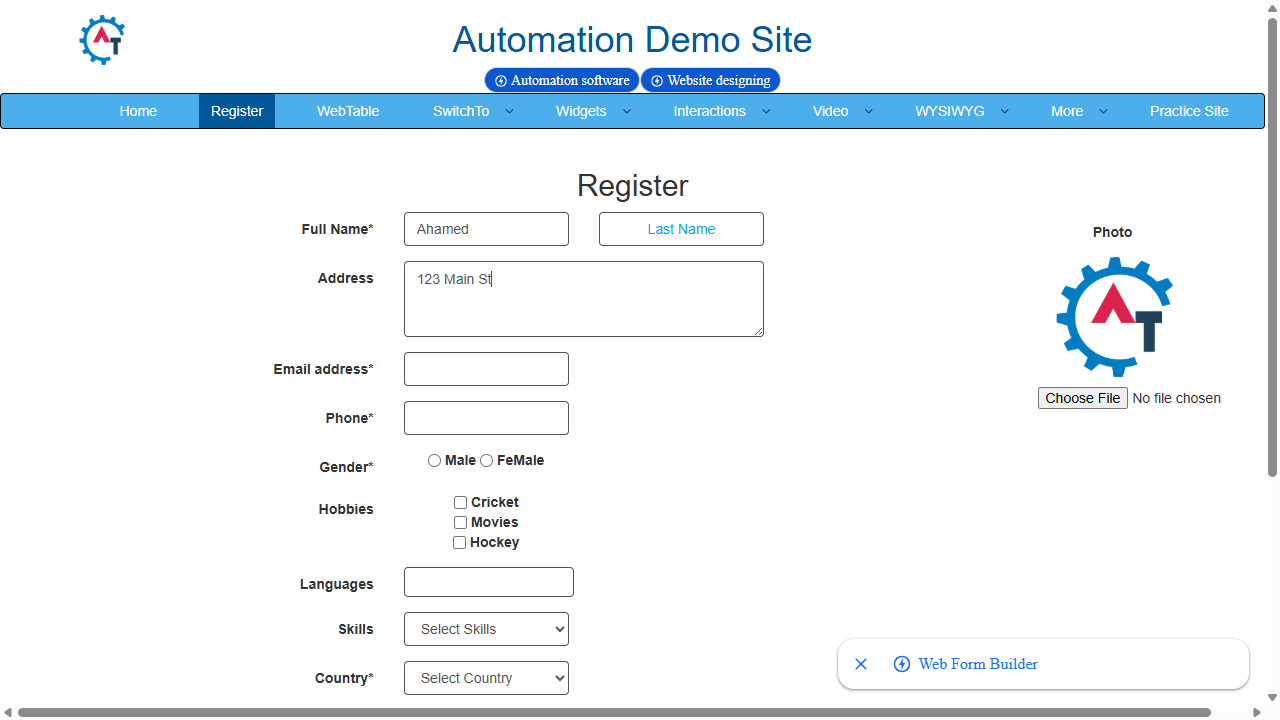 Automation Demo Site
Automation software Website designing
Home Register WebTable SwitchTo Widgets Interactions Video WYSIWYG More Practice Site
Register
Full Name* Ahamed Last Name
Photo
Address 123 Main St
Email address*
Choose File No file chosen
Phone*
Gender* Male FeMale
Hobbies Cricket
Movies
Hockey
Languages
Skills Select Skills
Web Form Builder
Country* Select Country